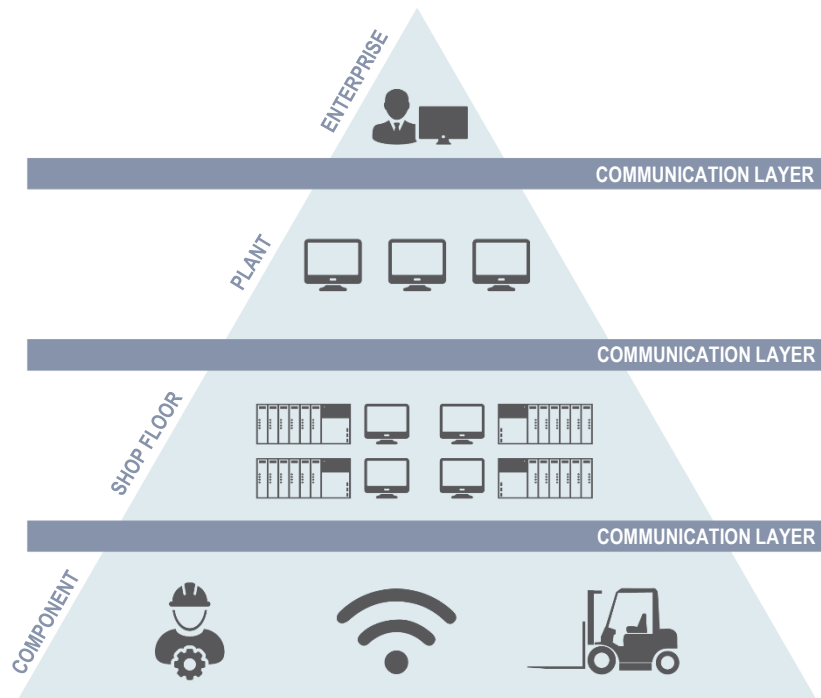 ENTERPRISE
COMMUNICATION LAYER
PLANT
COMMUNICATION LAYER
SHOP FLOOR
COMMUNICATION LAYER
COMPONENT